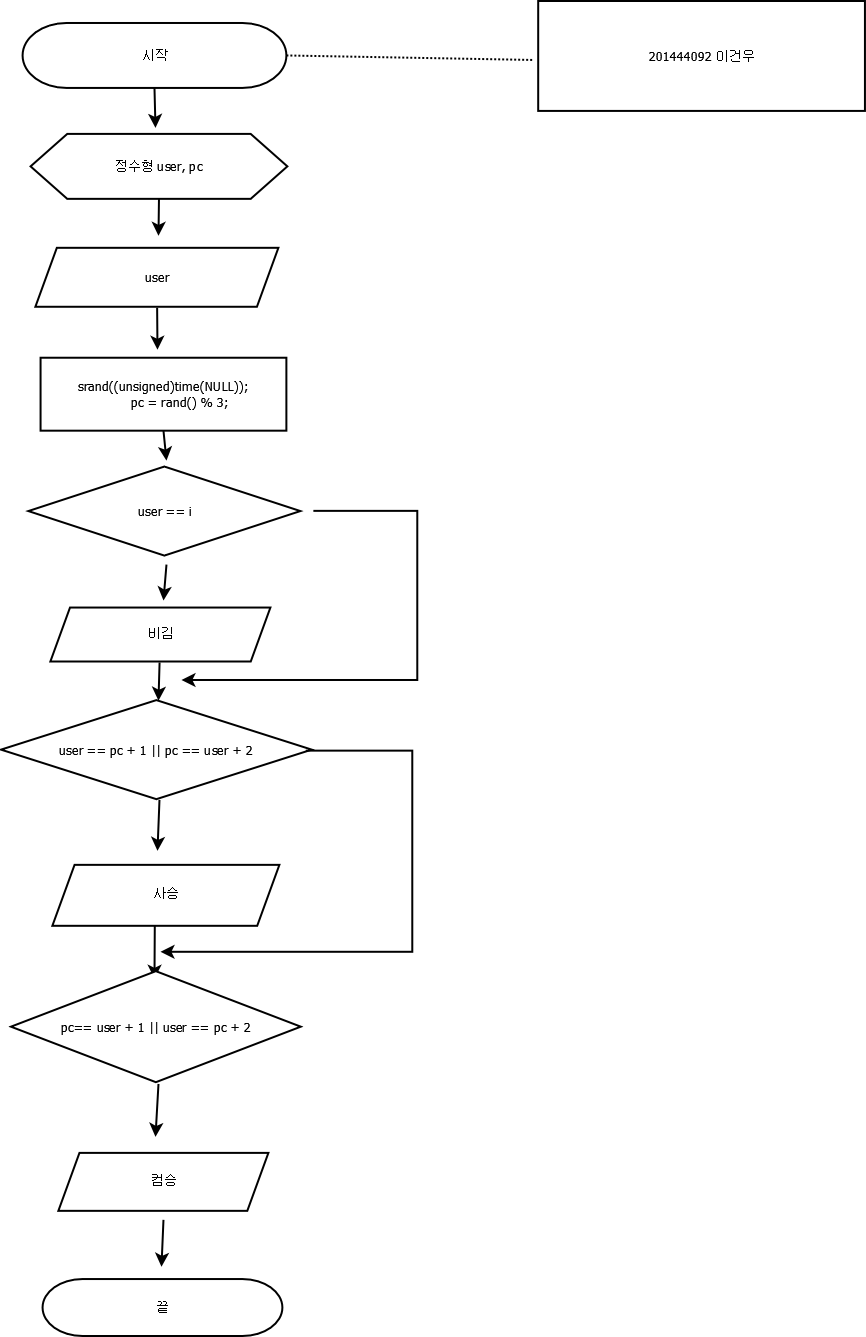 시작
201444092 이건우
정수형 user, pc
user
srand((unsigned)time(NULL));
pc = rand() % 3;
user == i
비김
user == pc + 1 || pc == user + 2
사승
pc== user + 1 || user == pc + 2
컴승
끝